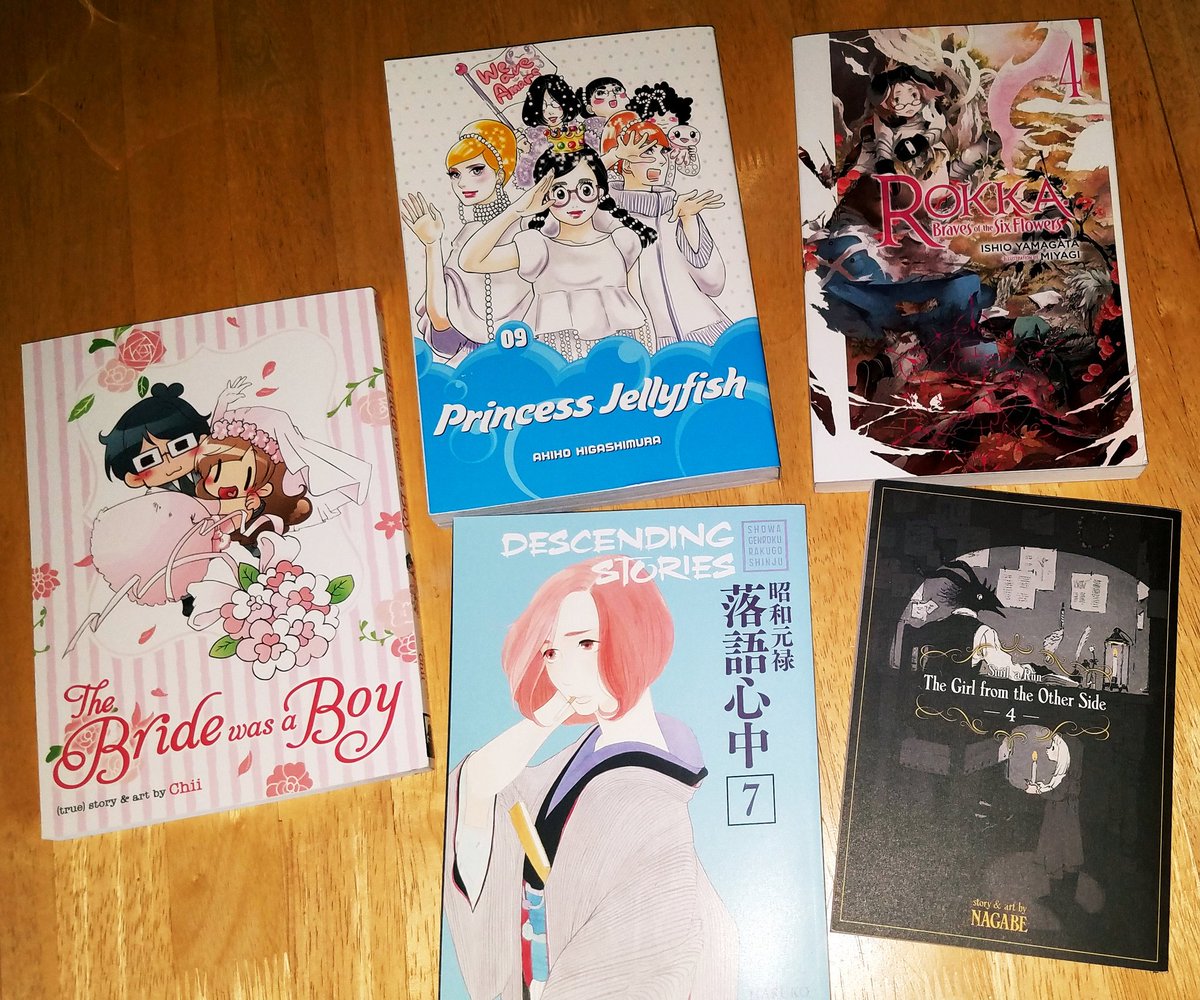 We are
Amars
09
Princess Jellyfish
AKIKO HIGASHIMURA
4
ROKKA
Braves of the Six Flowers
ISHIO YAMAGATA
MIYAGI
The
Bride was a Boy
(true) story & art by Chii
DESCENDING
STORIES
SHOWA
GENROKU
RAKUGO
SHINJU
昭和元禄
落語心中
7
HARUKO
Siúil, a Rún
The Girl from the Other Side
4
story & art by
NAGABE